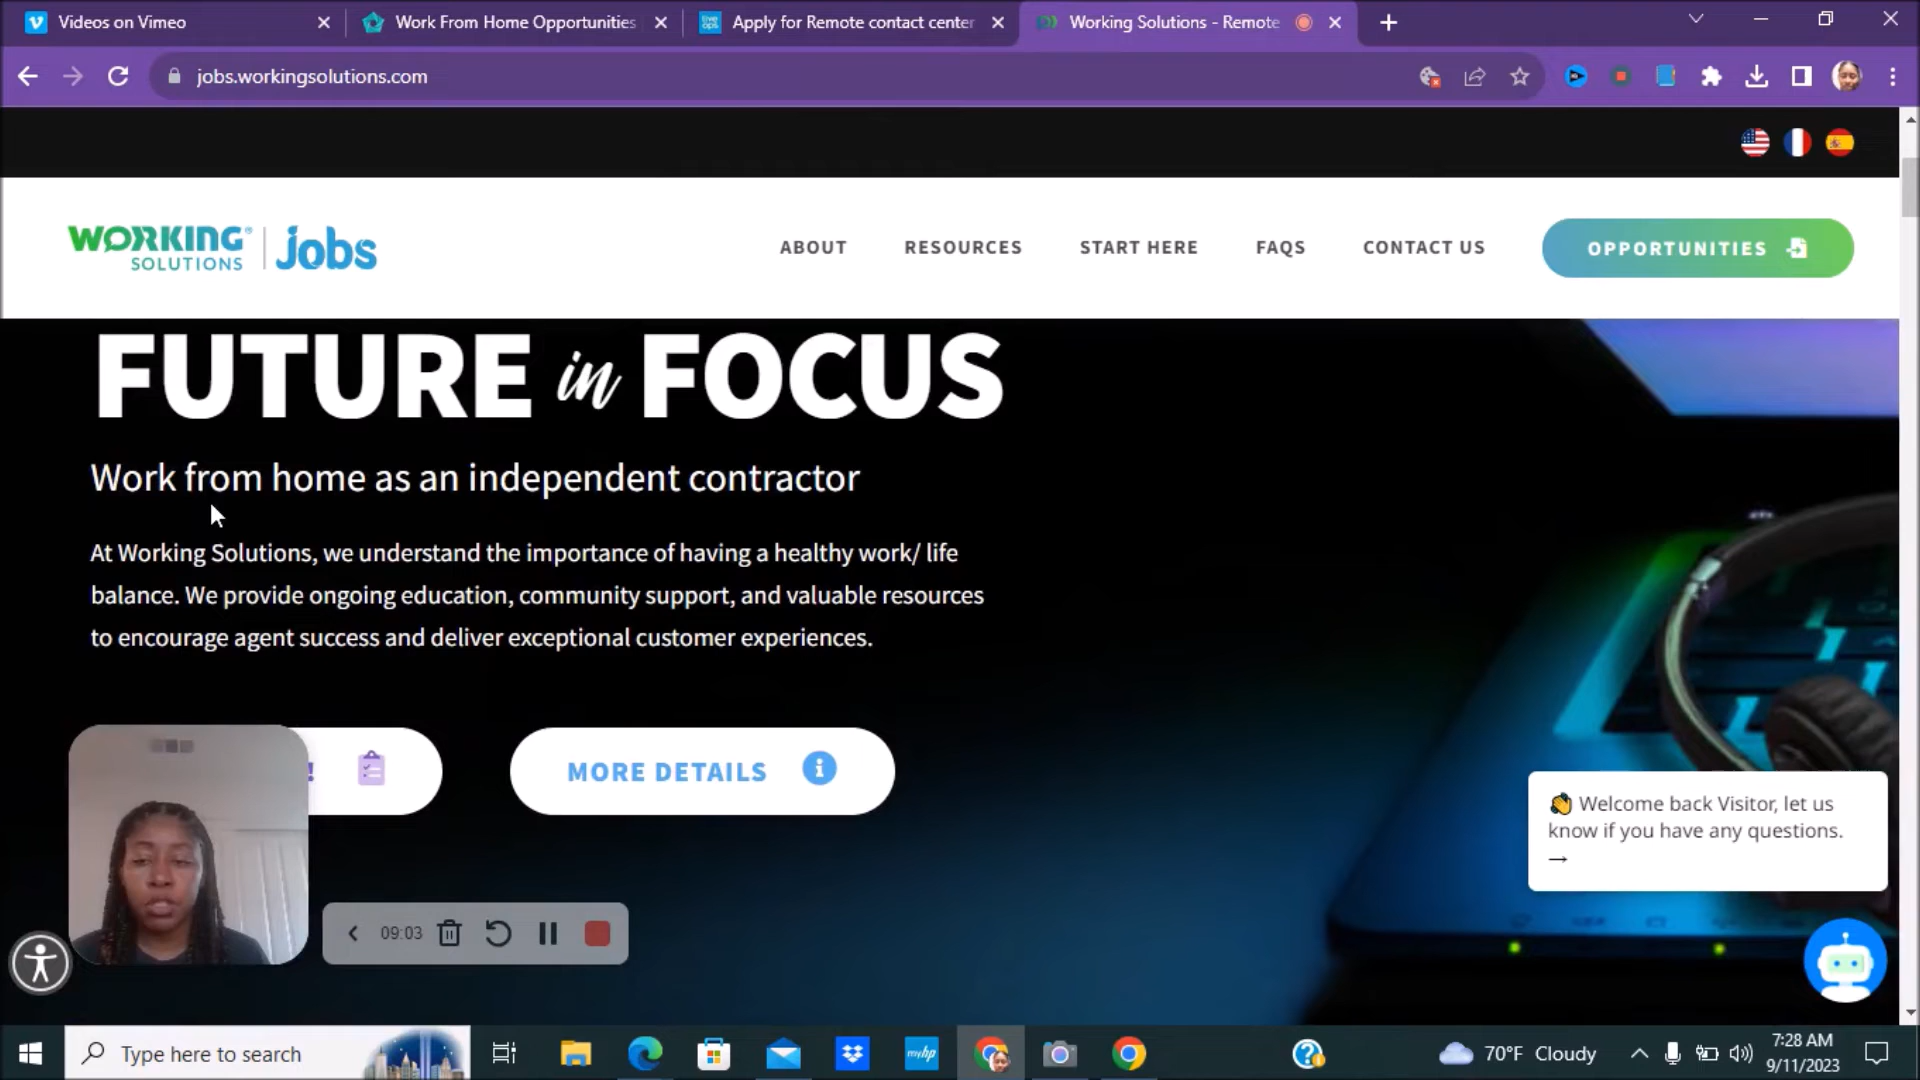 Videos on Vimeo
Work From Home Opportunities
Apply for Remote contact center
Working Solutions - Remote
jobs.workingsolutions.com
WORKING SOLUTIONS | jobs
ABOUT
RESOURCES
START HERE
FAQS
CONTACT US
OPPORTUNITIES
FUTURE in FOCUS
Work from home as an independent contractor
At Working Solutions, we understand the importance of having a healthy work/ life
balance. We provide ongoing education, community support, and valuable resources
to encourage agent success and deliver exceptional customer experiences.
!
MORE DETAILS
👏 Welcome back Visitor, let us
know if you have any questions.
→
09:03
Type here to search
myhp
70°F Cloudy
7:28 AM
9/11/2023